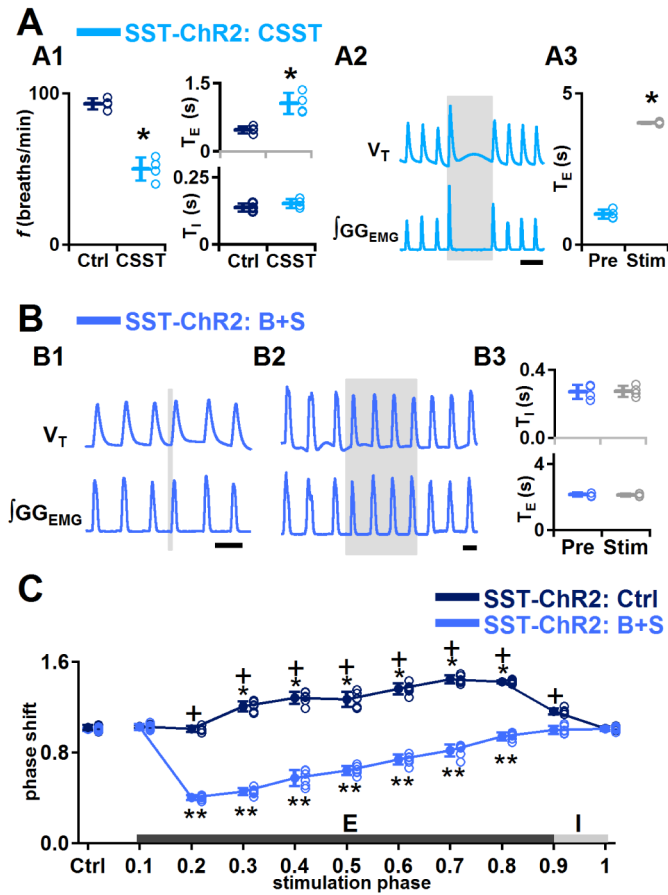 A
SST-ChR2: CSST
A1
A2
A3
f (breaths/min)
100
0
Ctrl CSST
*
T_E (s)
1.5
0
*
T_I (s)
0.25
0
Ctrl CSST
V_T
∫GG_EMG
T_E (s)
5
0
*
Pre Stim
B
SST-ChR2: B+S
B1
B2
B3
V_T
∫GG_EMG
T_I (s)
0.4
0.0
T_E (s)
4
2
0
Pre Stim
C
SST-ChR2: Ctrl
SST-ChR2: B+S
phase shift
1.6
0.8
0.0
+ + + + + + + +
* * * * * *
** ** ** ** ** ** **
E I
Ctrl 0.1 0.2 0.3 0.4 0.5 0.6 0.7 0.8 0.9 1
stimulation phase